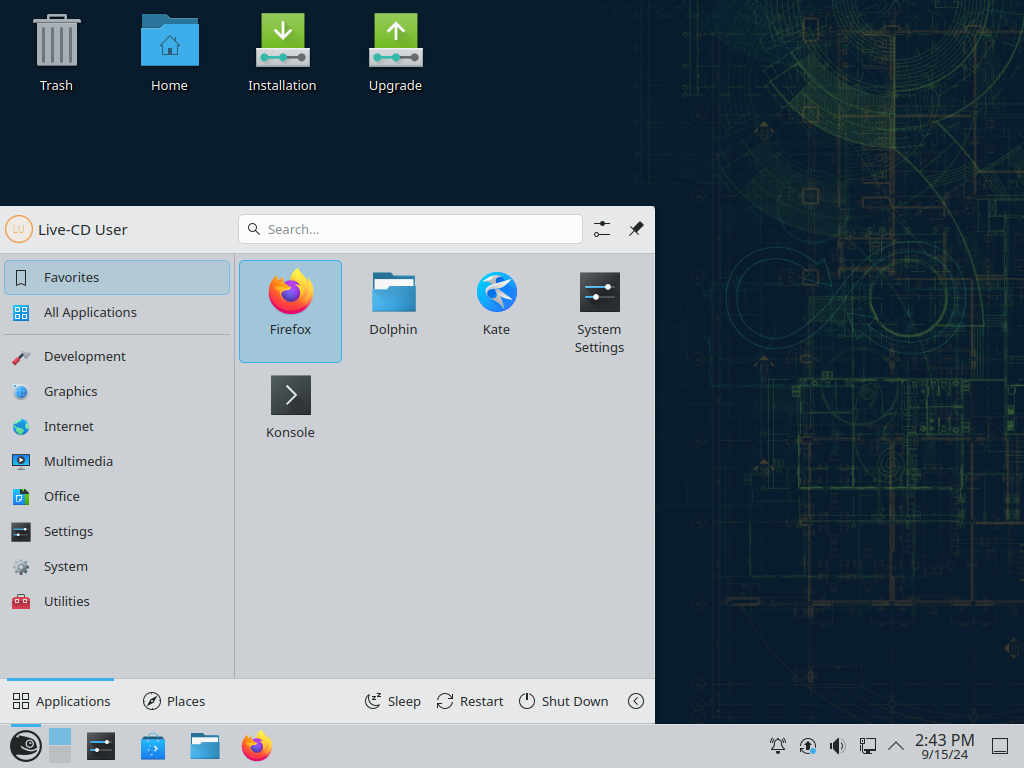 Trash
Home
Installation
Upgrade
LU
Live-CD User
Search...
Favorites
All Applications
Development
Graphics
Internet
Multimedia
Office
Settings
System
Utilities
Firefox
Dolphin
Kate
System
Settings
Konsole
Applications
Places
Sleep
Restart
Shut Down
2:43 PM
9/15/24